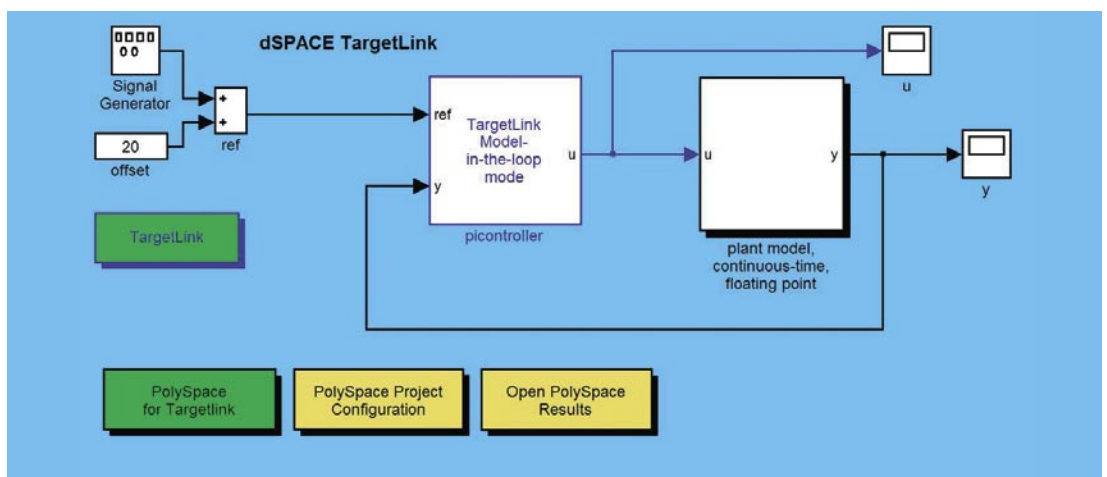 dSPACE TargetLink
Signal
Generator
+
+
ref
20
offset
ref
y
TargetLink
Model-
in-the-loop
mode
u
picontroller
u
y
plant model,
continuous-time,
floating point
u
y
TargetLink
PolySpace
for Targetlink
PolySpace Project
Configuration
Open PolySpace
Results